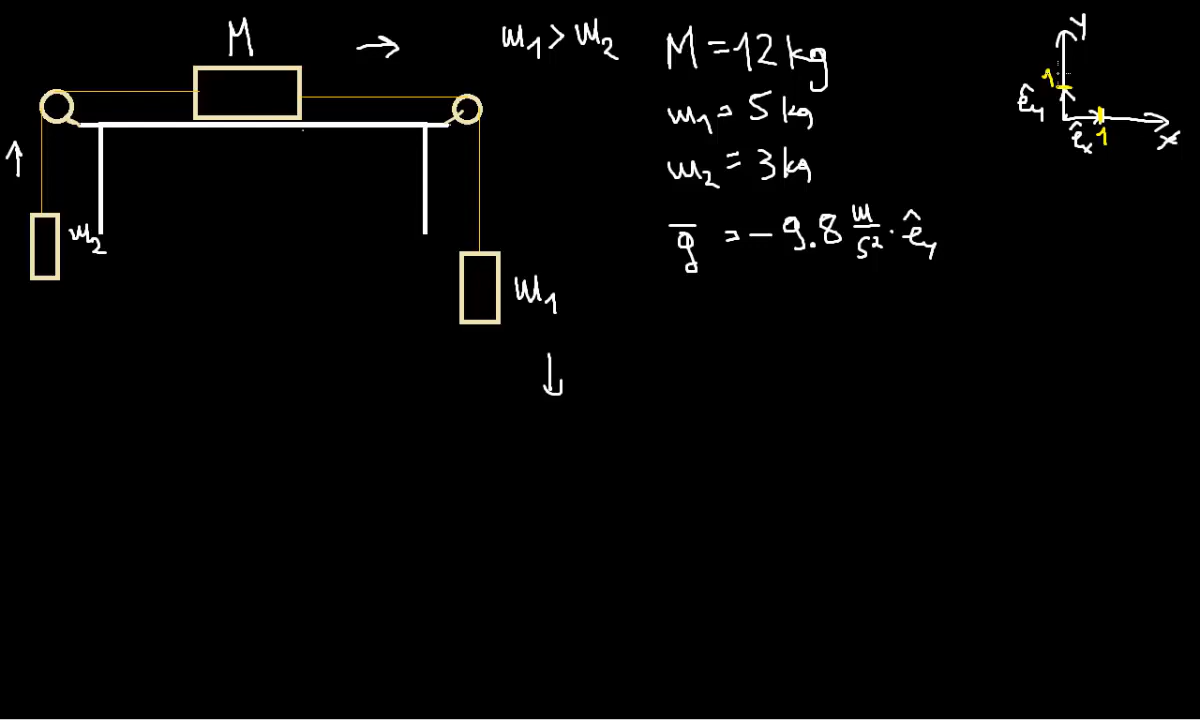 M → m₁ > m₂
M = 12 kg
m₁ = 5 kg
m₂ = 3 kg
g̅ = − 9.8 m/s² · ê_y
↑ m₂
m₁
↓
y
1
ê_y
ê_x 1 x